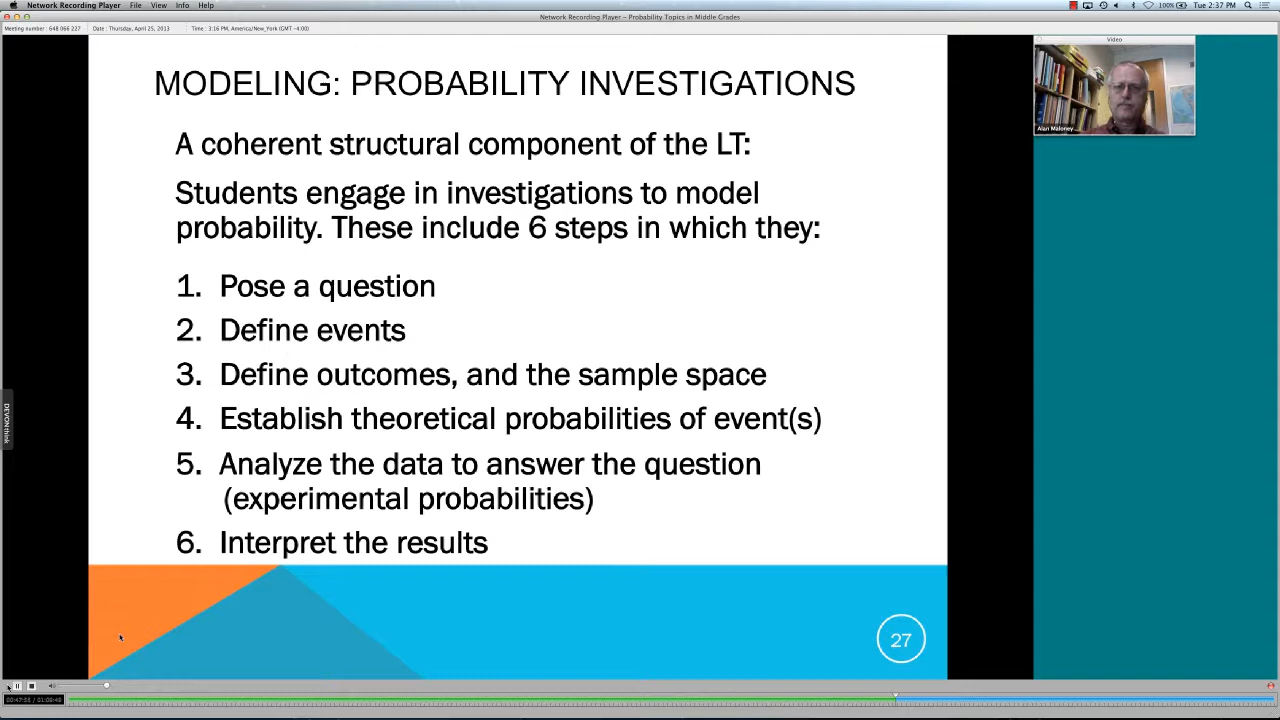 Network Recording Player File View Info Help
100% Tue 2:37 PM
Network Recording Player – Probability Topics in Middle Grades
Meeting number : 648 066 227 Date : Thursday, April 25, 2013 Time : 3:16 PM, America/New_York (GMT -4:00)
Video
Alan Maloney
MODELING: PROBABILITY INVESTIGATIONS
A coherent structural component of the LT:
Students engage in investigations to model
probability. These include 6 steps in which they:
1. Pose a question
2. Define events
3. Define outcomes, and the sample space
4. Establish theoretical probabilities of event(s)
5. Analyze the data to answer the question
(experimental probabilities)
6. Interpret the results
DEVONthink
27